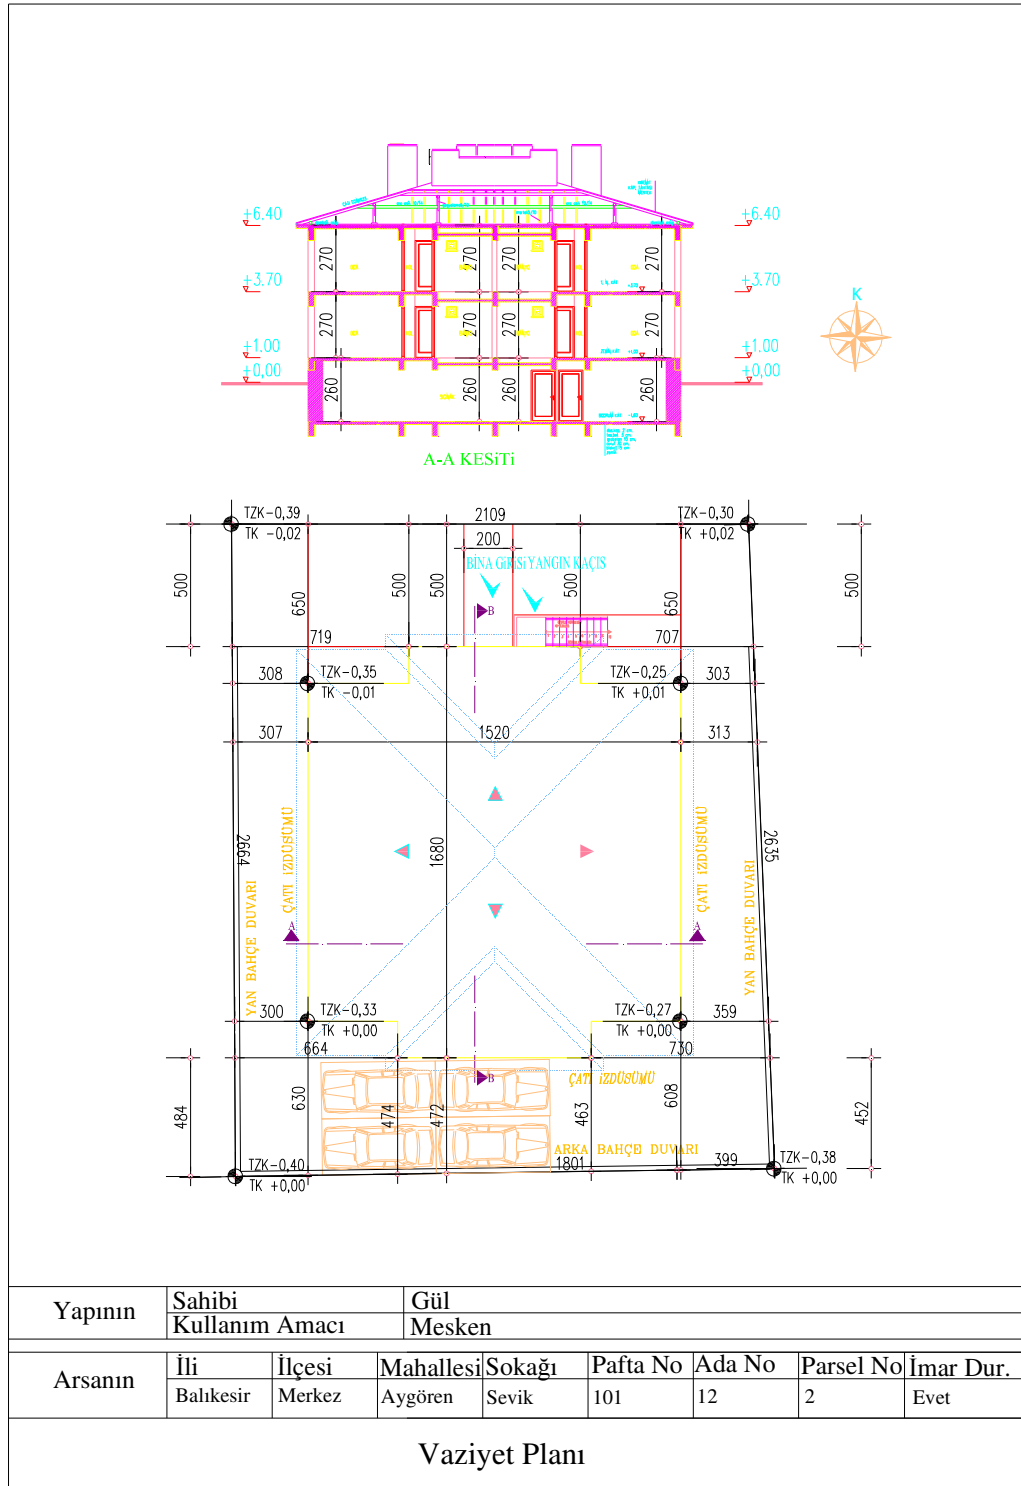 +6.40
+6.40
270
270
270
270
+3.70
+3.70
K
270
270
270
270
+1.00
+1.00
+0,00
+0,00
260
260
260
260
A-A KESiTi
TZK-0,39
TK -0,02
2109
TZK-0,30
TK +0,02
200
BİNA GiRiSi YANGIN KAÇIS
500
650
500
500
500
650
500
B
719
707
308
TZK-0,35
TK -0,01
TZK-0,25
TK +0,01
303
307
1520
313
2664
YAN BAHÇE DUVARI
ÇATI iZDÜSÜMÜ
1680
ÇATI iZDÜSÜMÜ
YAN BAHÇE DUVARI
2635
A
A
300
TZK-0,33
TK +0,00
TZK-0,27
TK +0,00
359
664
730
484
630
474
472
B
463
608
452
ÇATI iZDÜSÜMÜ
ARKA BAHÇE DUVARI
TZK-0,40
TK +0,00
1801
399
TZK-0,38
TK +0,00
Yapının
Sahibi Gül
Kullanım Amacı Mesken
Arsanın
İli İlçesi Mahallesi Sokağı Pafta No Ada No Parsel No İmar Dur.
Balıkesir Merkez Aygören Sevik 101 12 2 Evet
Vaziyet Planı